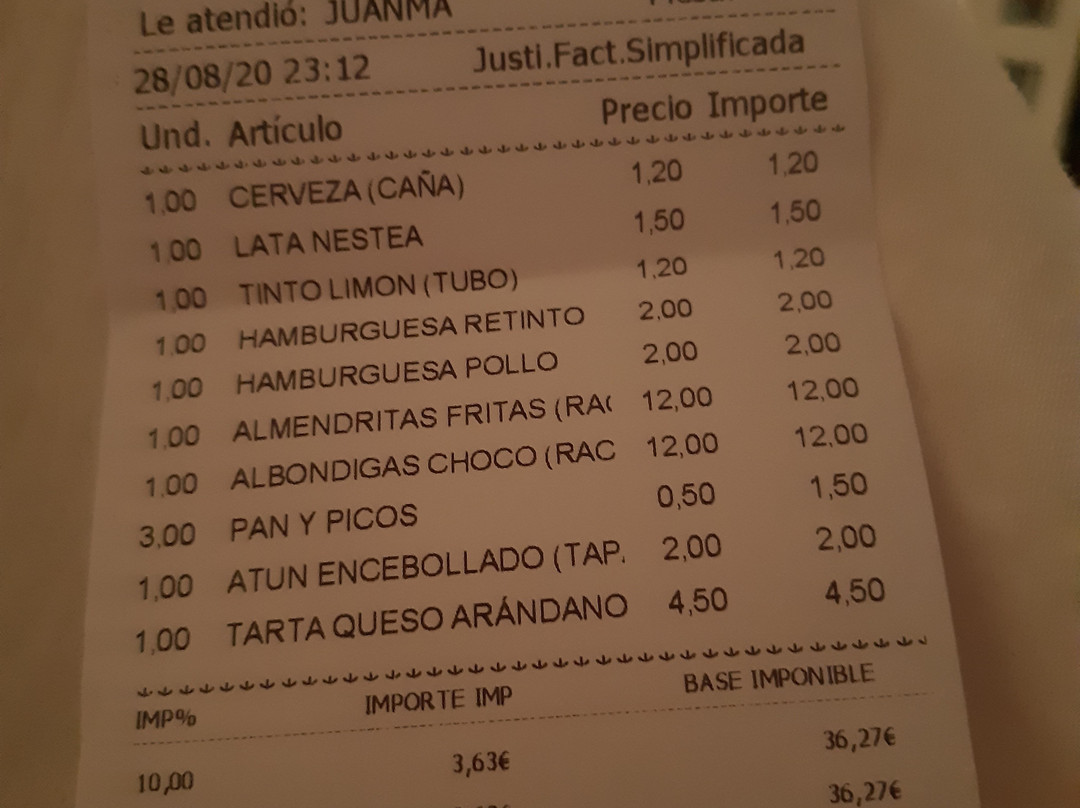 Le atendió: JUANMA
28/08/20 23:12 Justi.Fact.Simplificada
Und. Artículo Precio Importe
1,00 CERVEZA (CAÑA) 1,20 1,20
1,00 LATA NESTEA 1,50 1,50
1,00 TINTO LIMON (TUBO) 1,20 1,20
1,00 HAMBURGUESA RETINTO 2,00 2,00
1,00 HAMBURGUESA POLLO 2,00 2,00
1,00 ALMENDRITAS FRITAS (RAC 12,00 12,00
1,00 ALBONDIGAS CHOCO (RAC 12,00 12,00
3,00 PAN Y PICOS 0,50 1,50
1,00 ATUN ENCEBOLLADO (TAP. 2,00 2,00
1,00 TARTA QUESO ARÁNDANO 4,50 4,50
IMP% IMPORTE IMP BASE IMPONIBLE
10,00 3,63€ 36,27€
36,27€